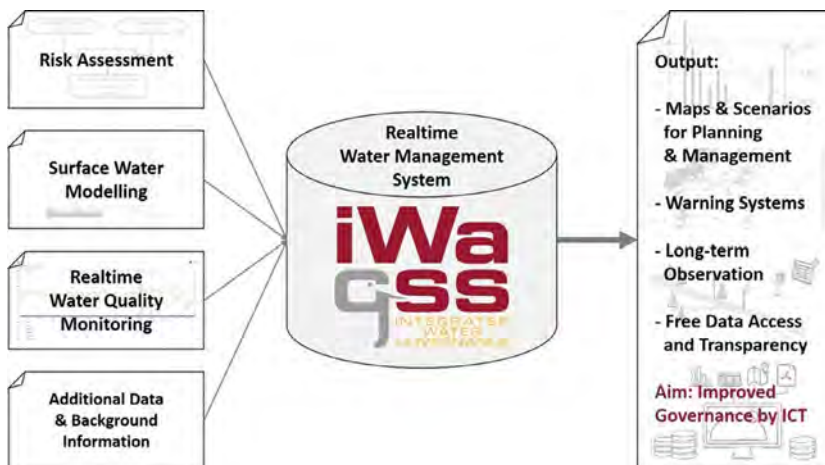 Risk Assessment
Surface Water
Modelling
Realtime
Water Quality
Monitoring
Additional Data
& Background
Information
Realtime
Water Management
System
iWa
gss
INTEGRATED
WATER
GOVERNANCE
Output:
- Maps & Scenarios
for Planning
& Management
- Warning Systems
- Long-term
Observation
- Free Data Access
and Transparency
Aim: Improved
Governance by ICT